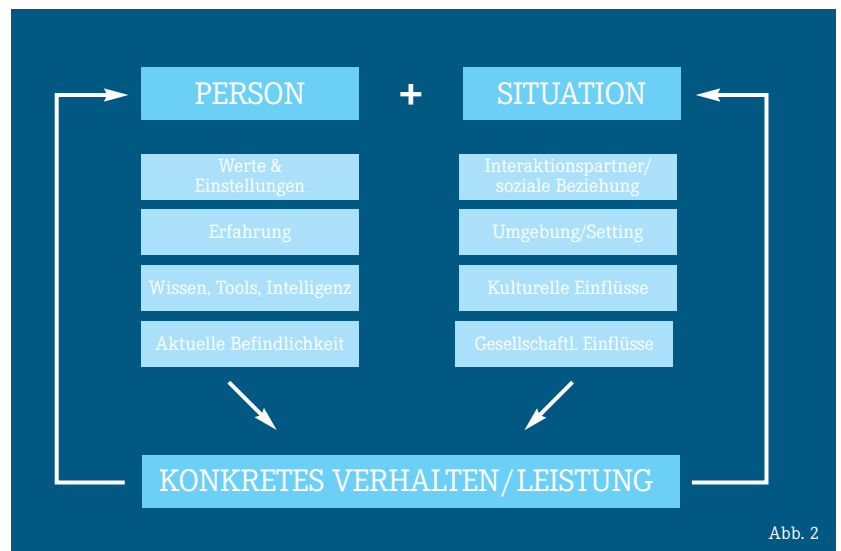 PERSON
+
SITUATION
Werte &
Einstellungen
Erfahrung
Wissen, Tools, Intelligenz
Aktuelle Befindlichkeit
Interaktionspartner/
soziale Beziehung
Umgebung/Setting
Kulturelle Einflüsse
Gesellschaftl. Einflüsse
KONKRETES VERHALTEN/LEISTUNG
Abb. 2